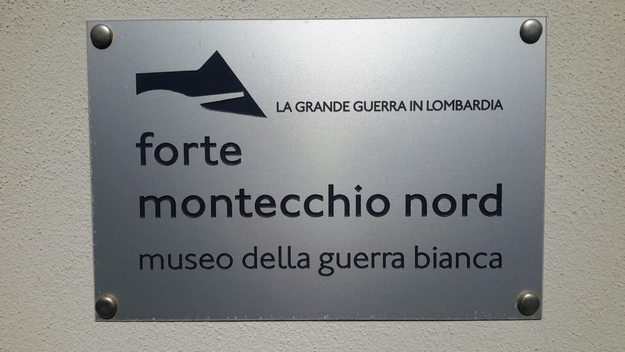 LA GRANDE GUERRA IN LOMBARDIA
forte
montecchio nord
museo della guerra bianca